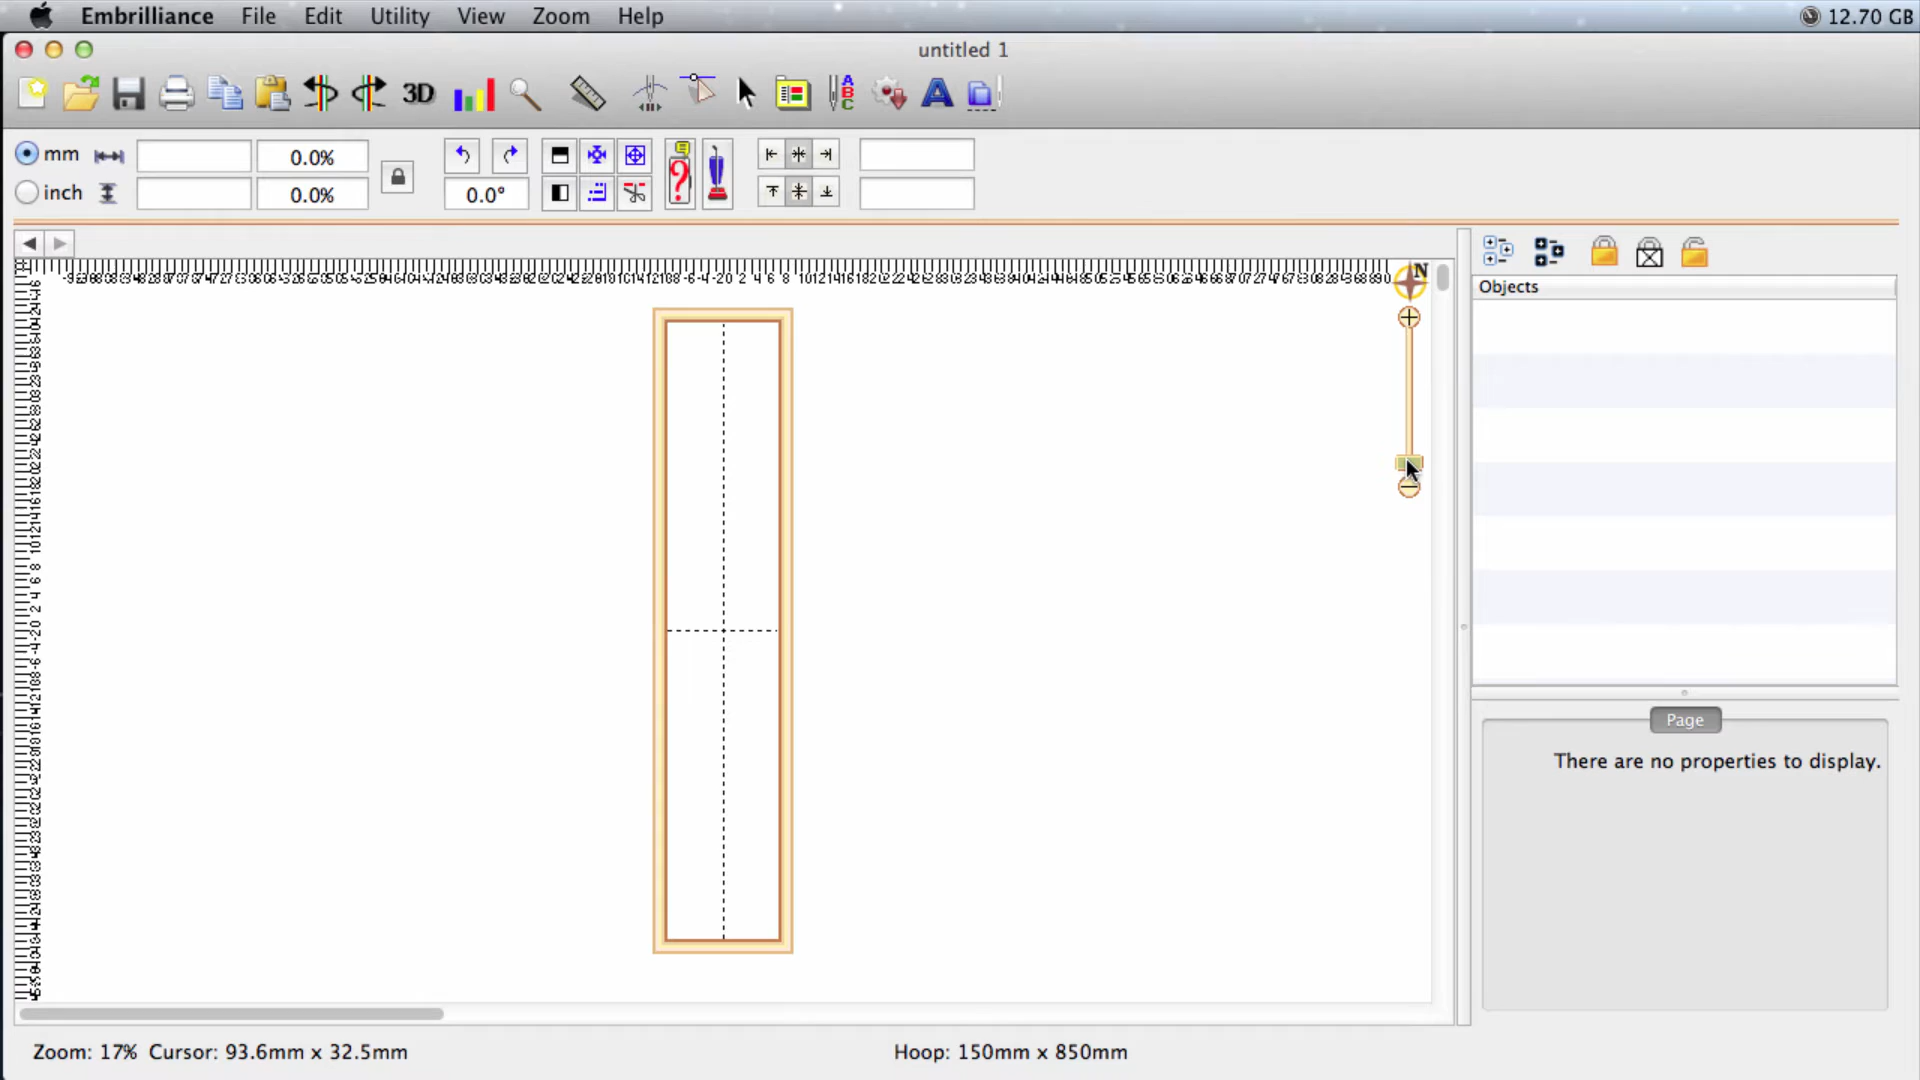 Embrilliance File Edit Utility View Zoom Help 12.70 GB
untitled 1
3D A B C A
mm 0.0%
inch 0.0% 0.0°
N
Objects
Page
There are no properties to display.
Zoom: 17% Cursor: 93.6mm x 32.5mm Hoop: 150mm x 850mm